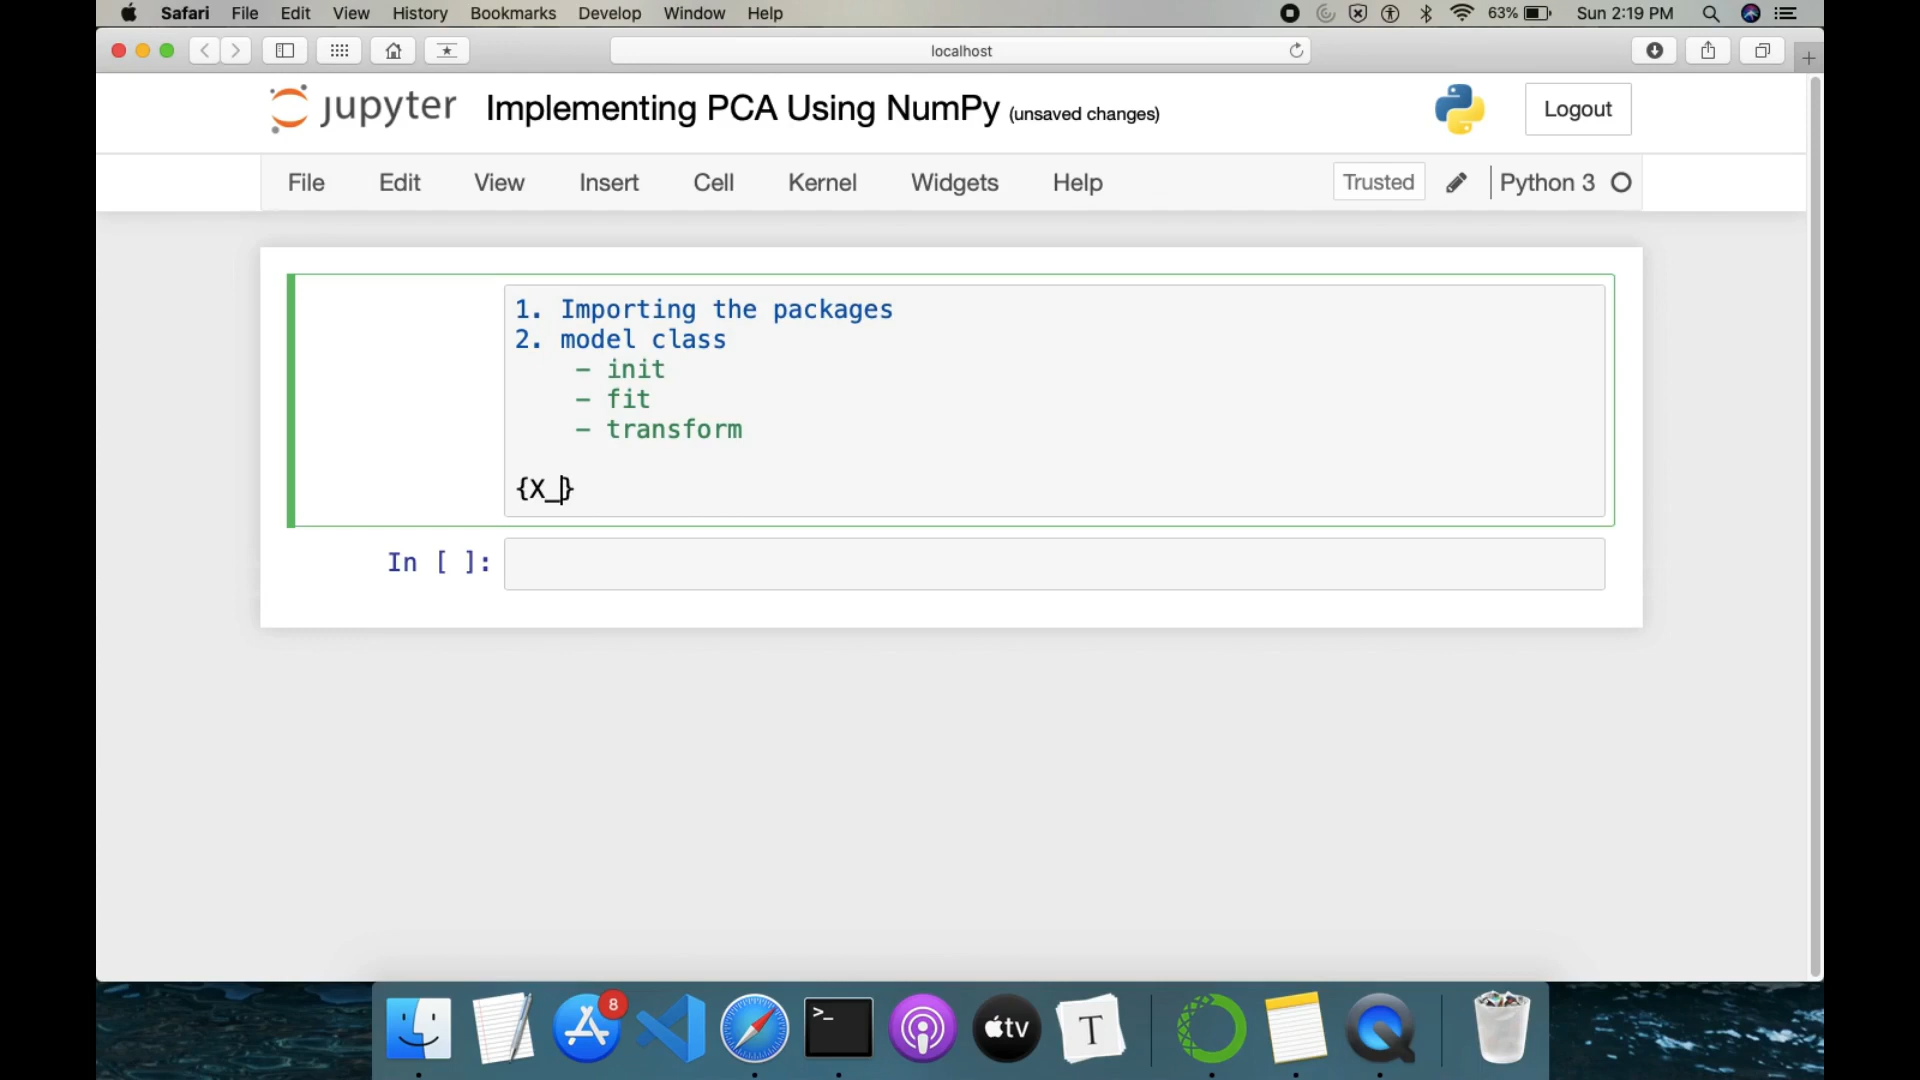 Safari File Edit View History Bookmarks Develop Window Help 63% Sun 2:19 PM
localhost
jupyter Implementing PCA Using NumPy (unsaved changes) Logout
File Edit View Insert Cell Kernel Widgets Help Trusted Python 3
1. Importing the packages
2. model class
- init
- fit
- transform
{X_}
In [ ]:
8
>_
tv
T